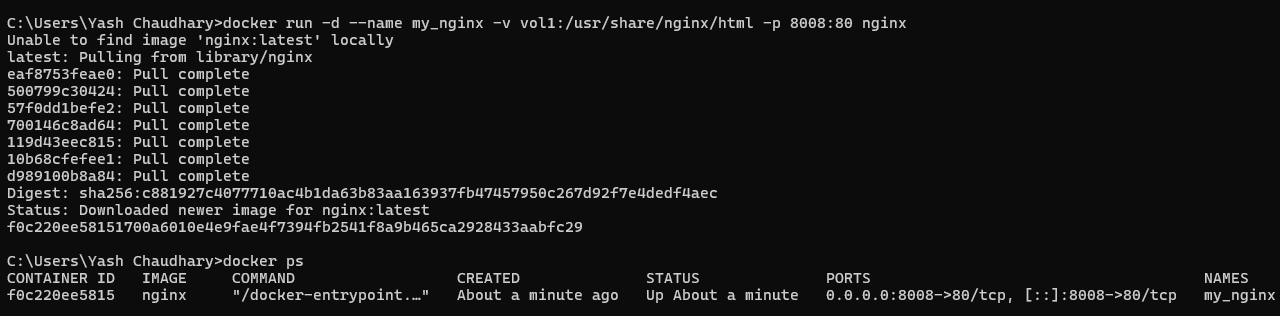 C:\Users\Yash Chaudhary>docker run -d --name my_nginx -v vol1:/usr/share/nginx/html -p 8008:80 nginx
Unable to find image 'nginx:latest' locally
latest: Pulling from library/nginx
eaf8753feae0: Pull complete
500799c30424: Pull complete
57f0dd1befe2: Pull complete
700146c8ad64: Pull complete
119d43eec815: Pull complete
10b68cfefee1: Pull complete
d989100b8a84: Pull complete
Digest: sha256:c881927c4077710ac4b1da63b83aa163937fb47457950c267d92f7e4dedf4aec
Status: Downloaded newer image for nginx:latest
f0c220ee58151700a6010e4e9fae4f7394fb2541f8a9b465ca2928433aabfc29
C:\Users\Yash Chaudhary>docker ps
CONTAINER ID   IMAGE     COMMAND                  CREATED              STATUS              PORTS                                     NAMES
f0c220ee5815   nginx     "/docker-entrypoint.…"   About a minute ago   Up About a minute   0.0.0.0:8008->80/tcp, [::]:8008->80/tcp   my_nginx